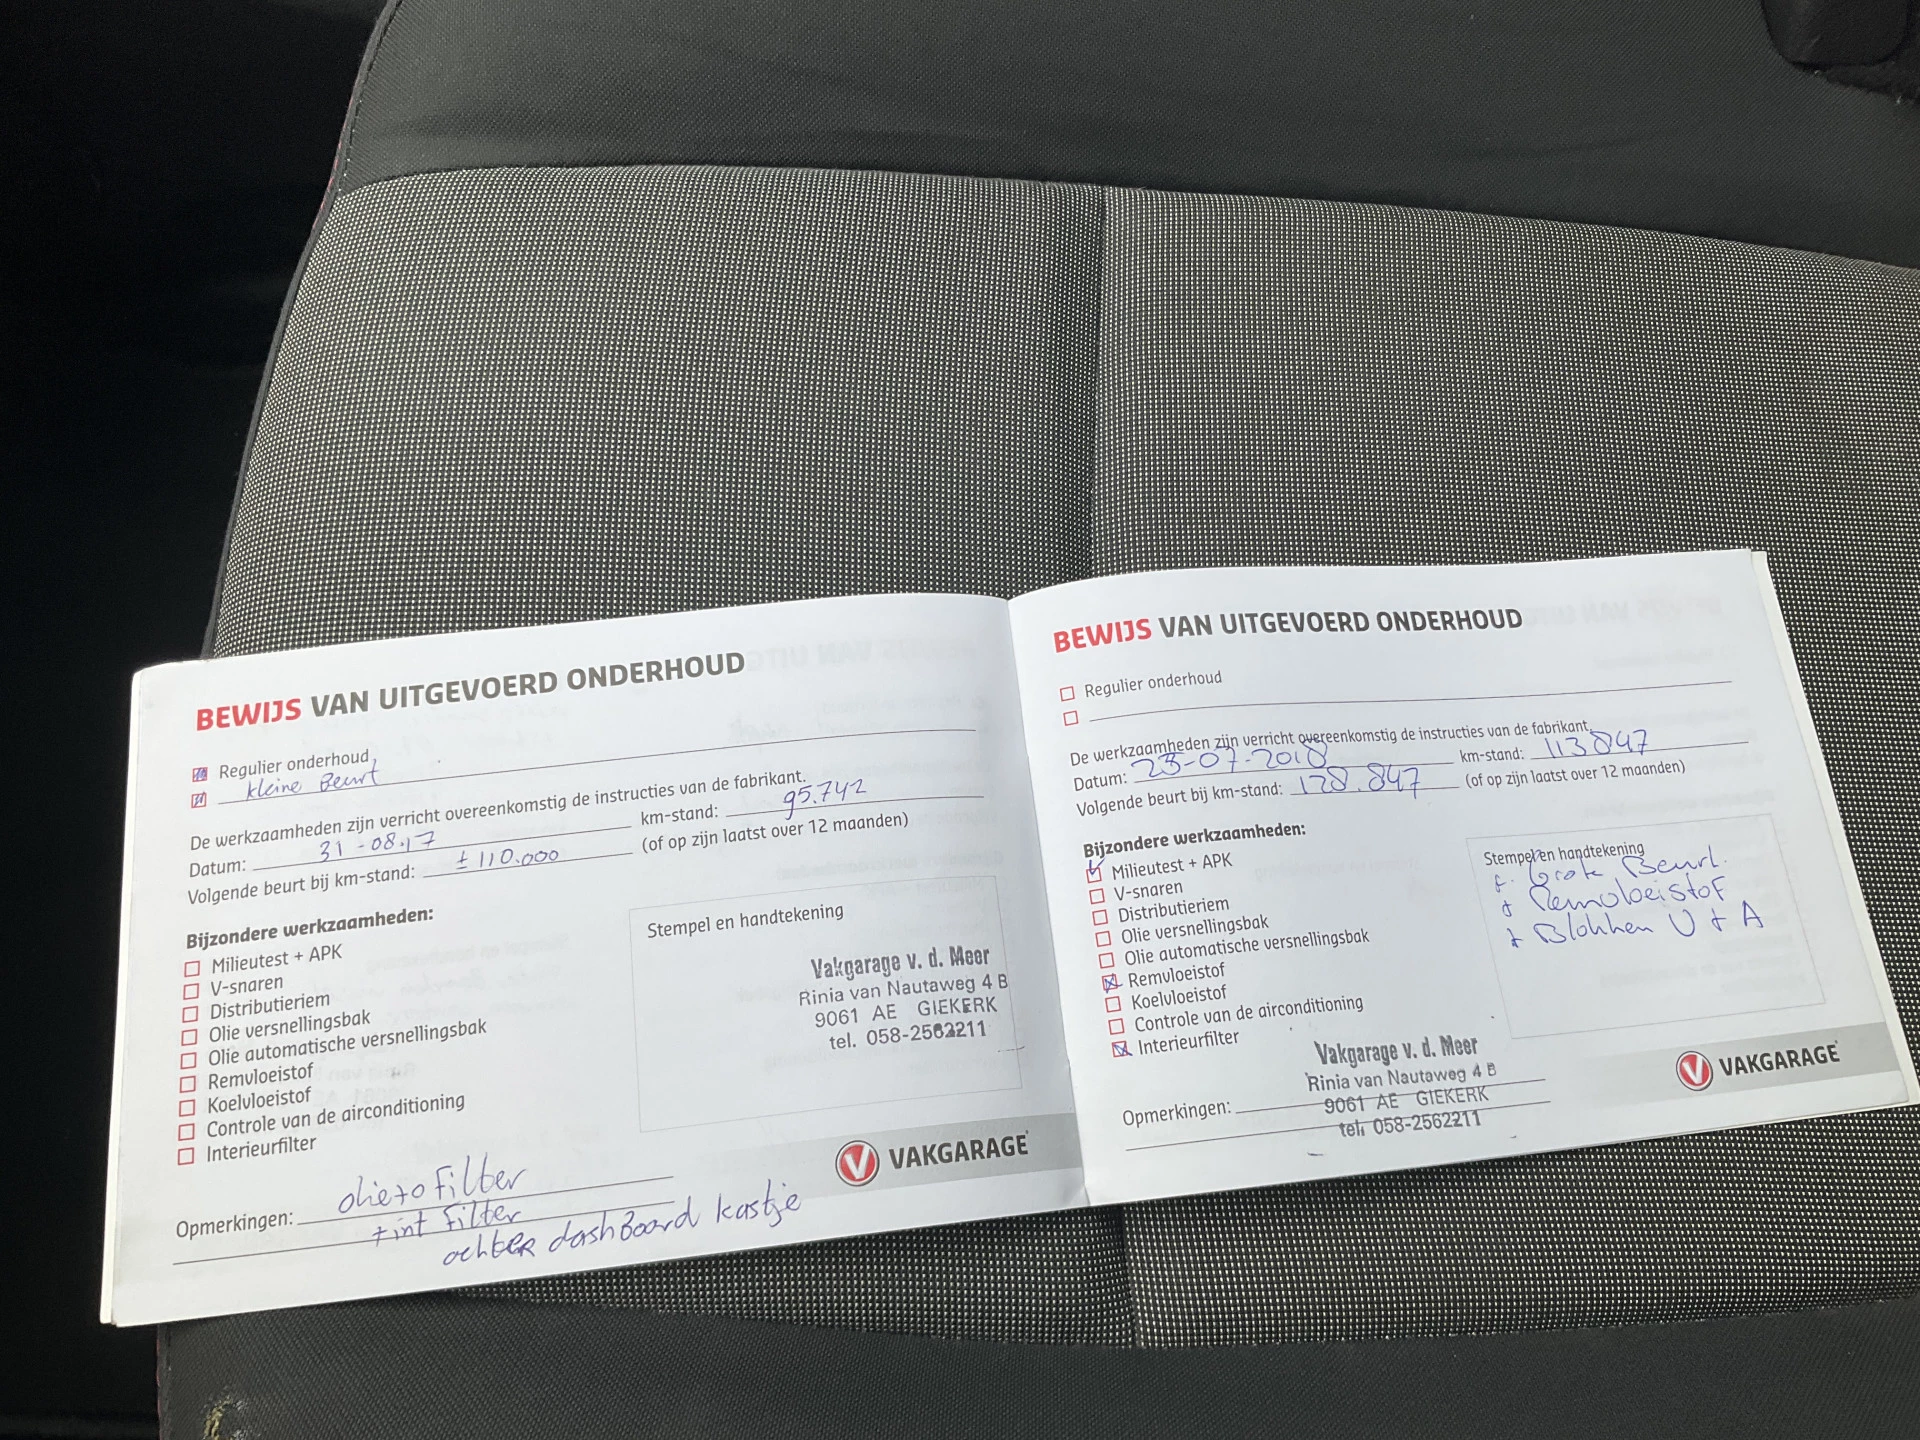 BEWIJS VAN UITGEVOERD ONDERHOUD
Regulier onderhoud
kleine Beurt
De werkzaamheden zijn verricht overeenkomstig de instructies van de fabrikant.
Datum: 31-08.17 km-stand: 95.742
Volgende beurt bij km-stand: ± 110.000 (of op zijn laatst over 12 maanden)
Bijzondere werkzaamheden:
Milieutest + APK
V-snaren
Distributieriem
Olie versnellingsbak
Olie automatische versnellingsbak
Remvloeistof
Koelvloeistof
Controle van de airconditioning
Interieurfilter
Stempel en handtekening
Vakgarage v. d. Meer
Rinia van Nautaweg 4 B
9061 AE GIEKERK
tel. 058-2562211
Opmerkingen: olie+oFilter
+int Filter
achter dashBoard kastje
VAKGARAGE
BEWIJS VAN UITGEVOERD ONDERHOUD
Regulier onderhoud
De werkzaamheden zijn verricht overeenkomstig de instructies van de fabrikant.
Datum: 23-07-2018 km-stand: 113847
Volgende beurt bij km-stand: 128.847 (of op zijn laatst over 12 maanden)
Bijzondere werkzaamheden:
Milieutest + APK
V-snaren
Distributieriem
Olie versnellingsbak
Olie automatische versnellingsbak
Remvloeistof
Koelvloeistof
Controle van de airconditioning
Interieurfilter
Stempel en handtekening
Grote Beurt.
+ Remvloeistof
+ Blokken V + A
Vakgarage v. d. Meer
Rinia van Nautaweg 4 B
9061 AE GIEKERK
tel. 058-2562211
Opmerkingen:
VAKGARAGE